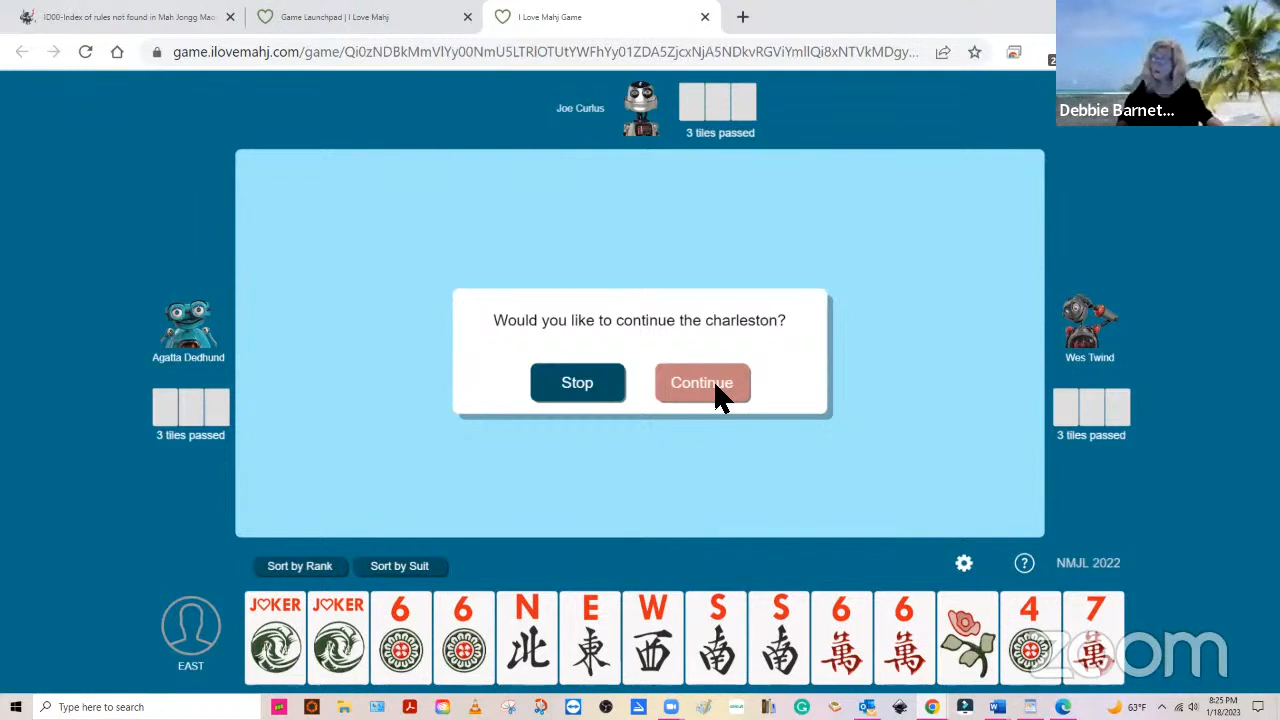 ID00-Index of rules not found in Mah Jongg Mac
Game Launchpad | I Love Mahj
I Love Mahj Game
game.ilovemahj.com/game/Qi0zNDBkMmVlYy00NmU5LTRlOTUtYWFhYy01ZDA5ZjcxNjA5NDkvRGViYmllQi8xNTVkMDgy...
Debbie Barnet...
Joe Curlus
3 tiles passed
Agatta Dedhund
3 tiles passed
Wes Twind
3 tiles passed
Would you like to continue the charleston?
Stop
Continue
Sort by Rank
Sort by Suit
NMJL 2022
EAST
JOKER JOKER 6 6 N E W S S 6 6 4 7
北 東 西 南 南 萬 萬 萬
zoom
Type here to search
63°F
8:25 PM
1/18/2023